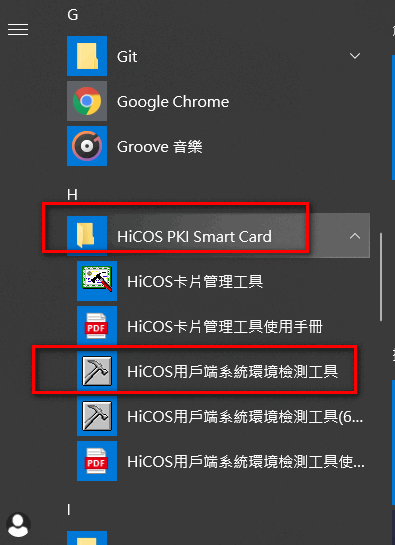 G
Git
Google Chrome
Groove 音樂
H
HiCOS PKI Smart Card
HiCOS卡片管理工具
PDF
HiCOS卡片管理工具使用手冊
HiCOS用戶端系統環境檢測工具
HiCOS用戶端系統環境檢測工具(6...
PDF
HiCOS用戶端系統環境檢測工具使...
I